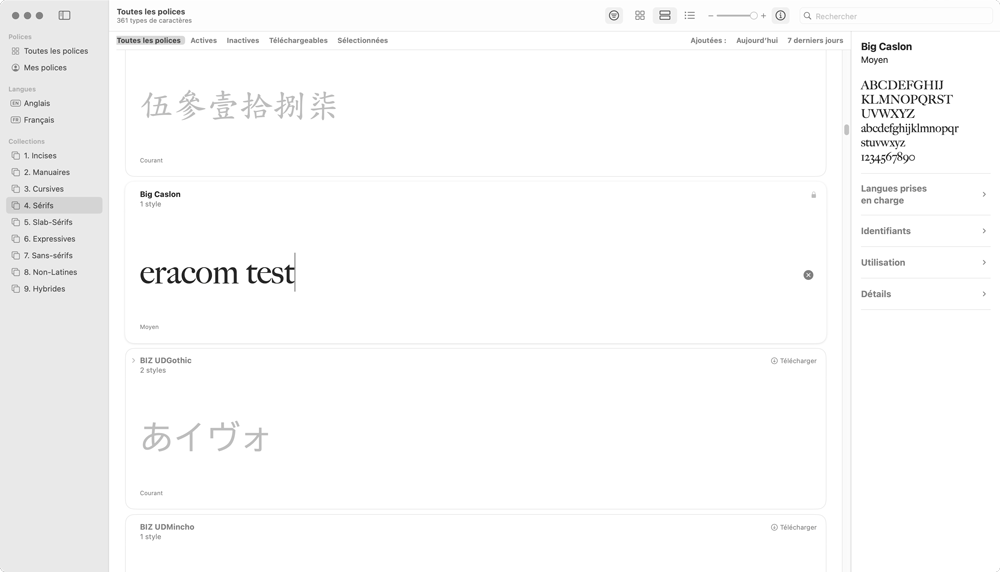 Toutes les polices
361 types de caractères
Rechercher
Polices
Toutes les polices
Mes polices
Langues
EN Anglais
FR Français
Collections
1. Incises
2. Manuaires
3. Cursives
4. Sérifs
5. Slab-Sérifs
6. Expressives
7. Sans-sérifs
8. Non-Latines
9. Hybrides
Toutes les polices Actives Inactives Téléchargeables Sélectionnées Ajoutées : Aujourd'hui 7 derniers jours
伍參壹拾捌柒
Courant
Big Caslon
1 style
eracom test
Moyen
BIZ UDGothic Télécharger
2 styles
あイヴォ
Courant
BIZ UDMincho Télécharger
1 style
Big Caslon
Moyen
ABCDEFGHIJ
KLMNOPQRST
UVWXYZ
abcdefghijklmnopqr
stuvwxyz
1234567890
Langues prises
en charge
Identifiants
Utilisation
Détails